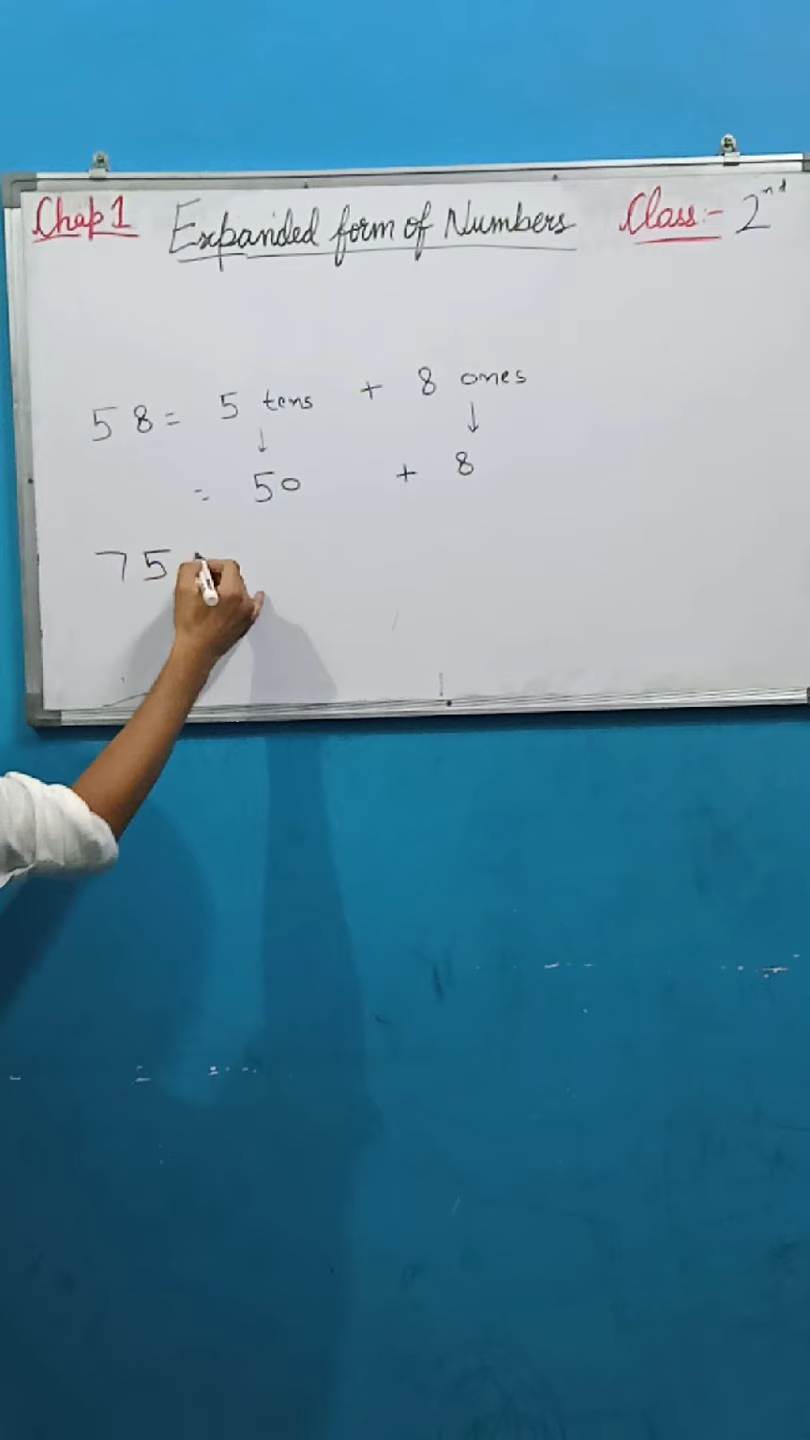 Chap 1 Expanded form of Numbers Class:- 2nd
58 = 5 tens + 8 ones
↓ ↓
= 50 + 8
75